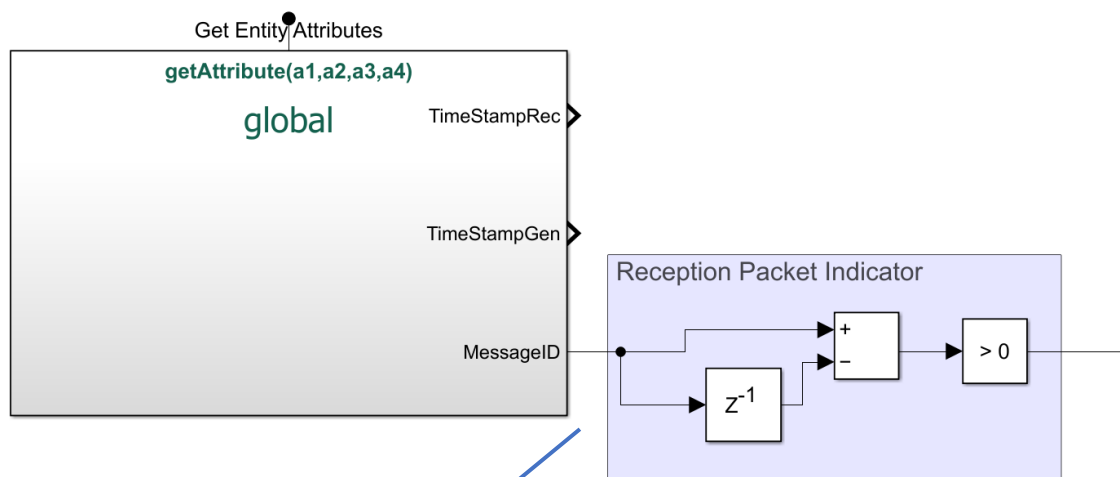 Get Entity Attributes
getAttribute(a1,a2,a3,a4)
global
TimeStampRec
TimeStampGen
Reception Packet Indicator
MessageID
+
−
> 0
Z^-1